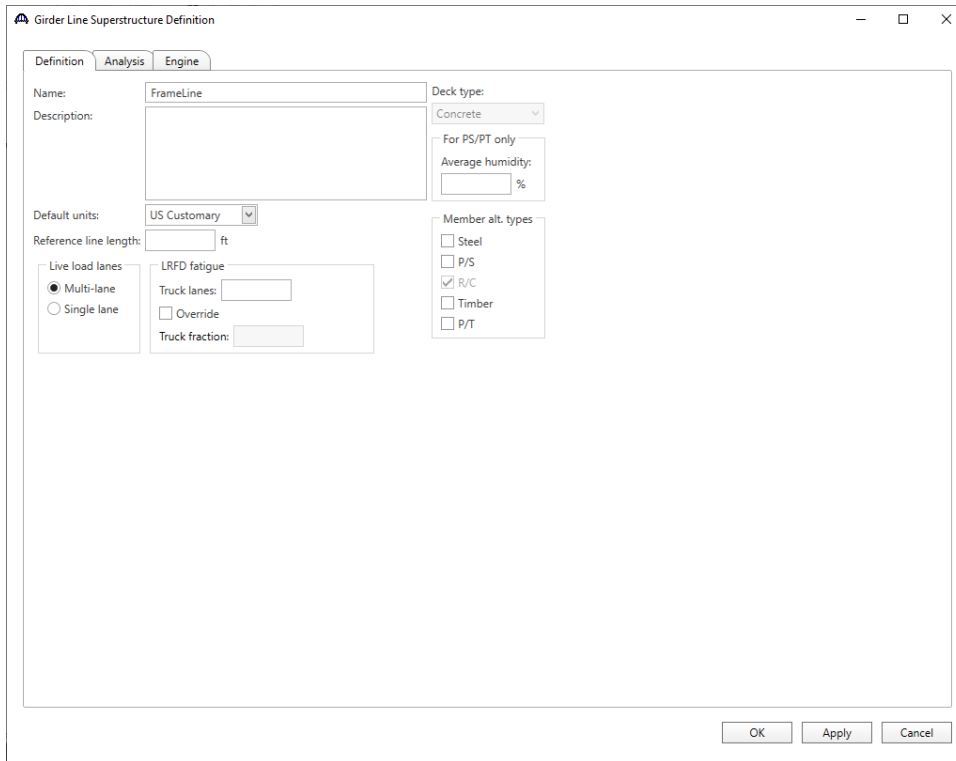 Girder Line Superstructure Definition
Definition Analysis Engine
Name: FrameLine
Description:
Default units: US Customary
Reference line length: ft
Live load lanes
Multi-lane
Single lane
LRFD fatigue
Truck lanes:
Override
Truck fraction:
Deck type:
Concrete
For PS/PT only
Average humidity:
%
Member alt. types
Steel
P/S
R/C
Timber
P/T
OK Apply Cancel